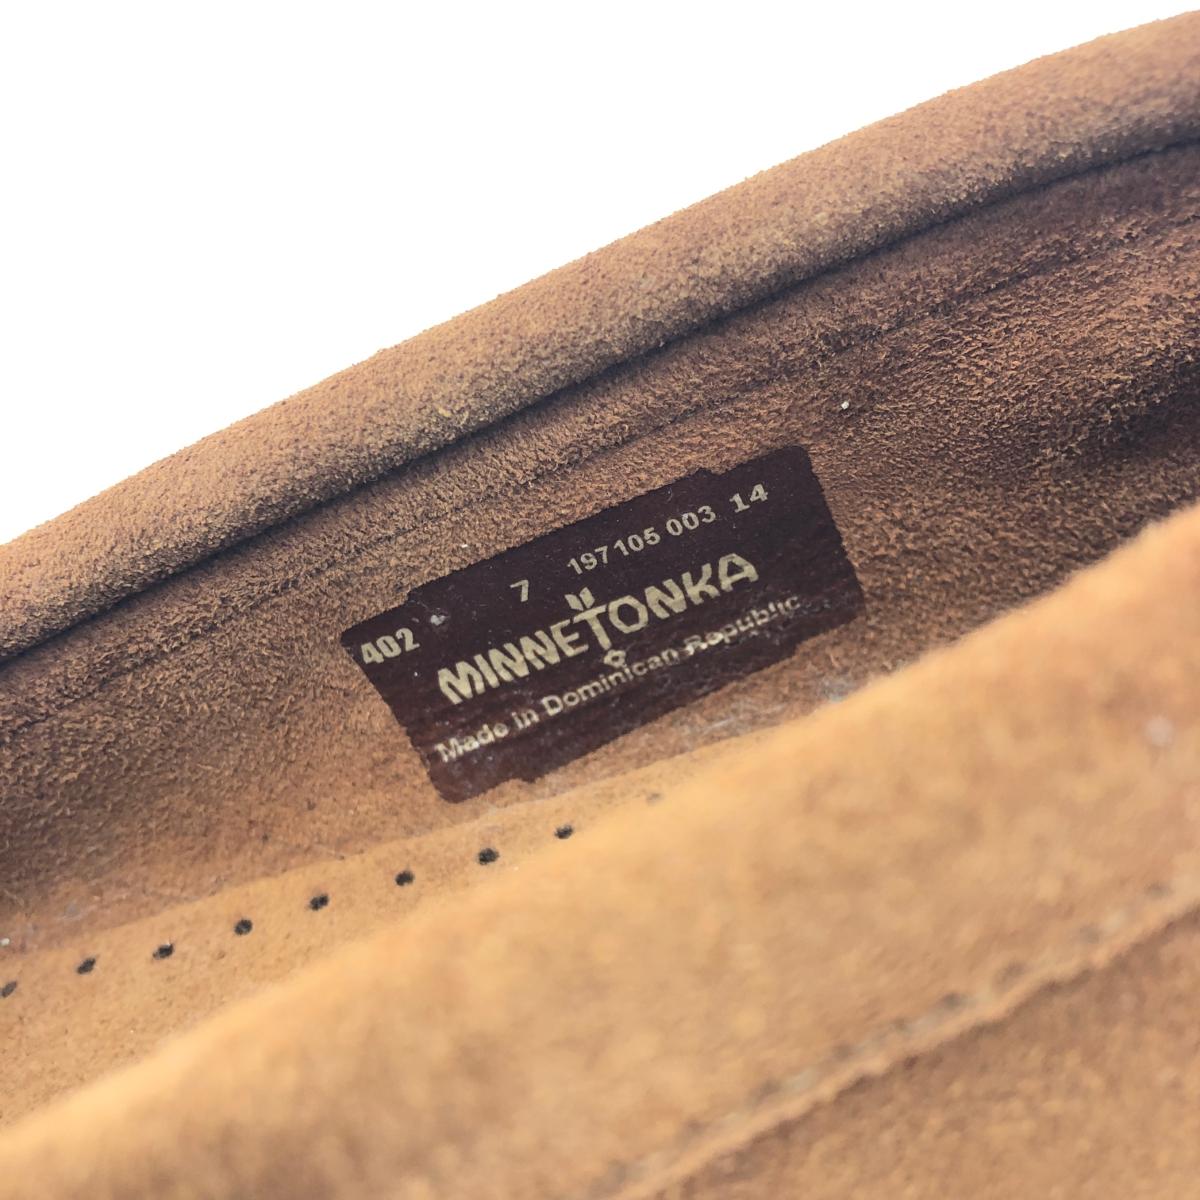 402 7 197105 003 14
MINNETONKA
Made in Dominican Republic